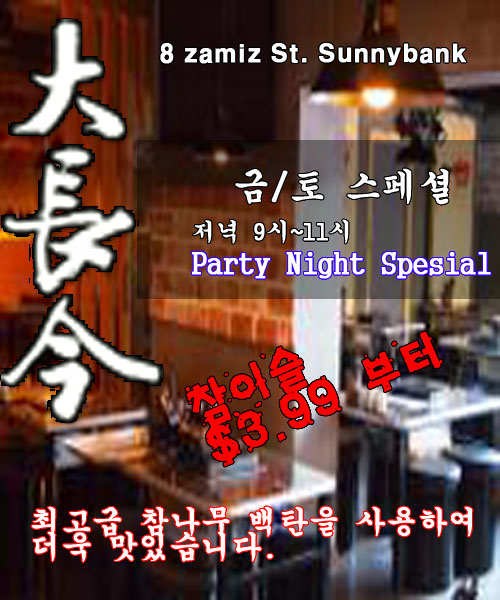 大長今
8 zamiz St. Sunnybank
금/토 스페셜
저녁 9시~11시
Party Night Spesial
참이슬
$3.99 부터
최고급 참나무 백탄을 사용하여
더욱 맛있습니다.